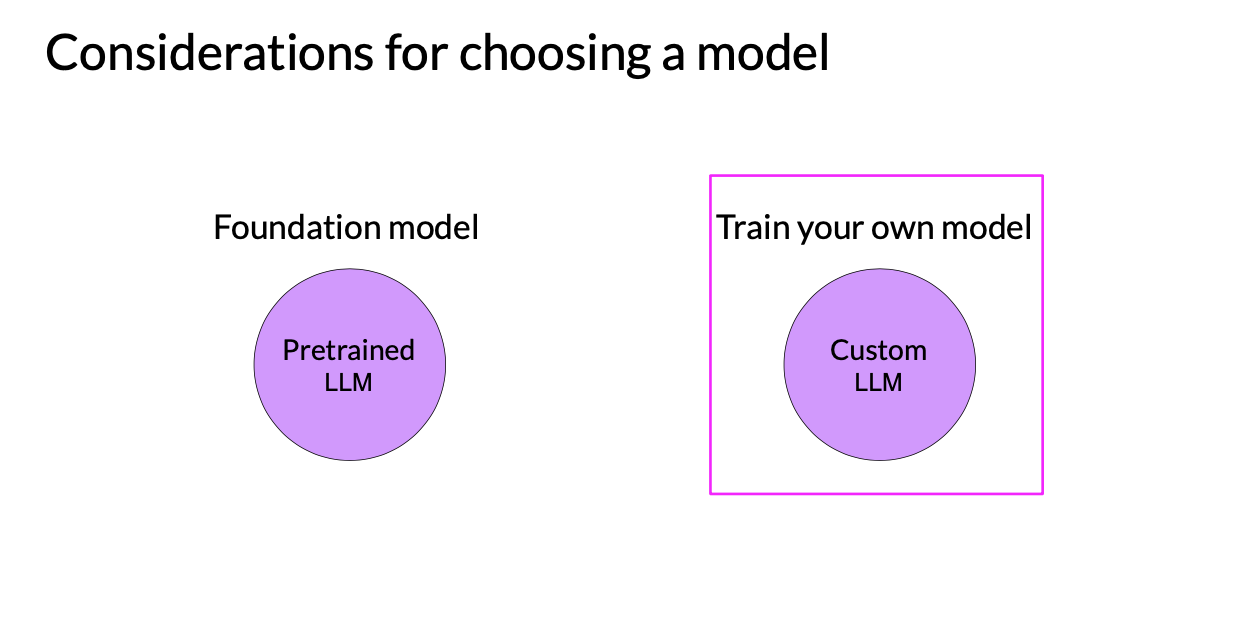 Considerations for choosing a model
Foundation model
Pretrained
LLM
Train your own model
Custom
LLM